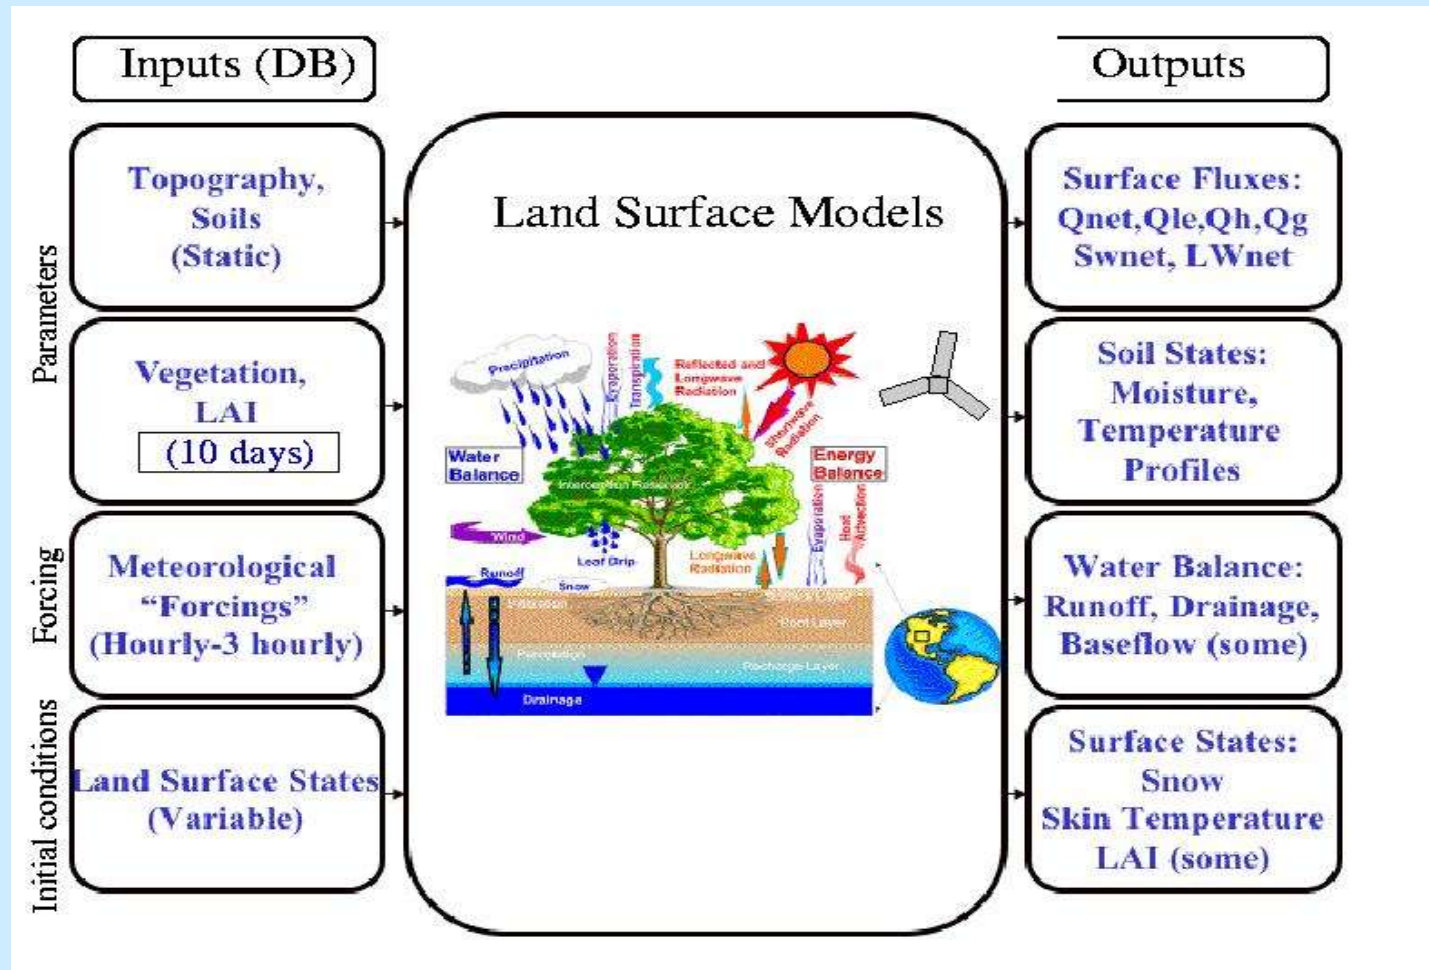 Inputs (DB)
Outputs
Parameters
Forcing
Initial conditions
Topography,
Soils
(Static)
Vegetation,
LAI
(10 days)
Meteorological
“Forcings”
(Hourly-3 hourly)
Land Surface States
(Variable)
Land Surface Models
Precipitation
Evaporation
Transpiration
Reflected and
Longwave
Radiation
Shortwave
Radiation
Water
Balance
Energy
Balance
Interception Reservoir
Wind
Leaf Drip
Longwave
Radiation
Evaporation
Heat
Advection
Runoff
Snow
Infiltration
Root Layer
Percolation
Recharge Layer
Drainage
Surface Fluxes:
Qnet,Qle,Qh,Qg
Swnet, LWnet
Soil States:
Moisture,
Temperature
Profiles
Water Balance:
Runoff, Drainage,
Baseflow (some)
Surface States:
Snow
Skin Temperature
LAI (some)